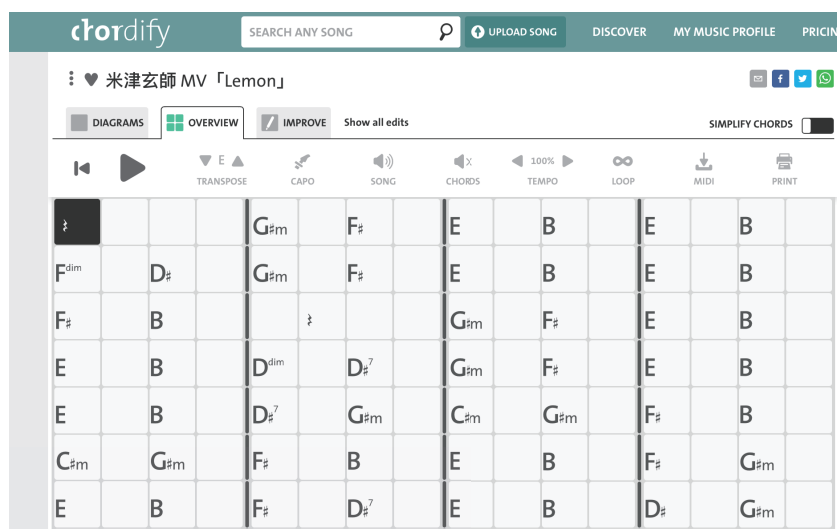 chordify SEARCH ANY SONG UPLOAD SONG DISCOVER MY MUSIC PROFILE PRICIN
米津玄師 MV「Lemon」
DIAGRAMS OVERVIEW IMPROVE Show all edits SIMPLIFY CHORDS
E 100%
TRANSPOSE CAPO SONG CHORDS TEMPO LOOP MIDI PRINT
G#m F# E B E B
Fdim D# G#m F# E B E B
F# B G#m F# E B
E B Ddim D#7 G#m F# E B
E B D#7 G#m C#m G#m F# B
C#m G#m F# B E B F# G#m
E B F# D#7 E B D# G#m